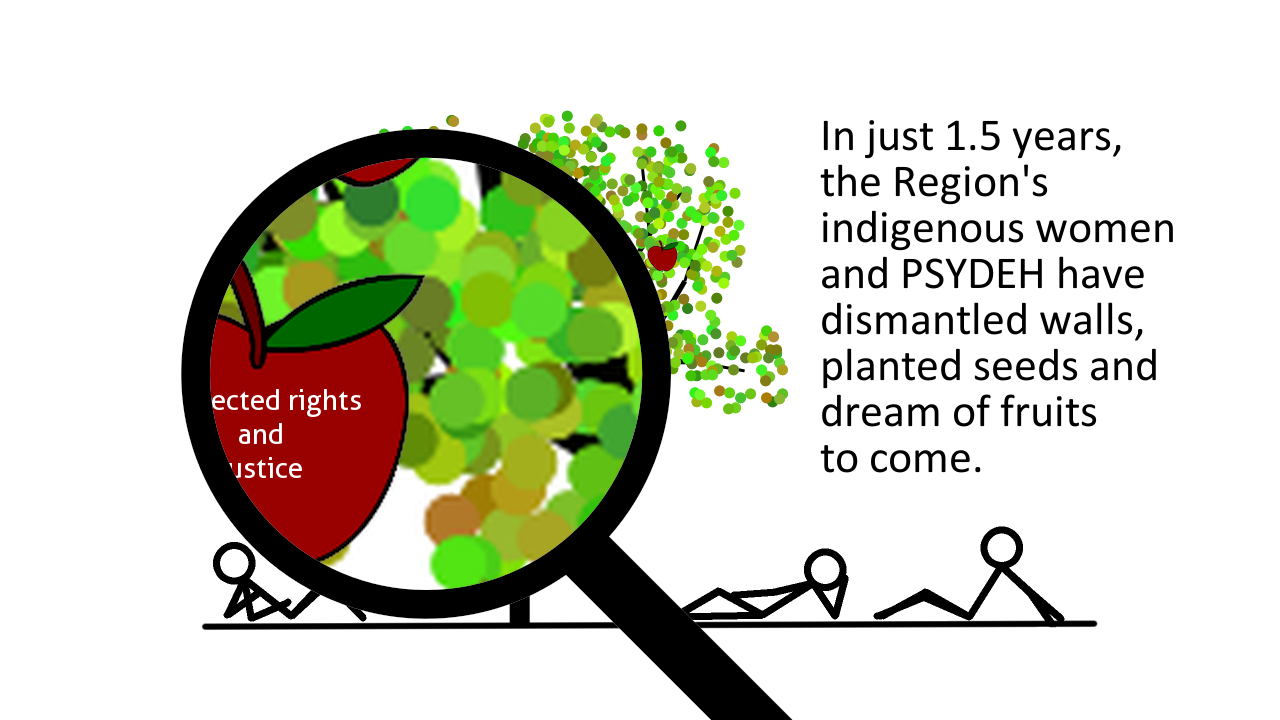 In just 1.5 years,
the Region's
indigenous women
and PSYDEH have
dismantled walls,
planted seeds and
dream of fruits
to come.
ected rights
and
ustice